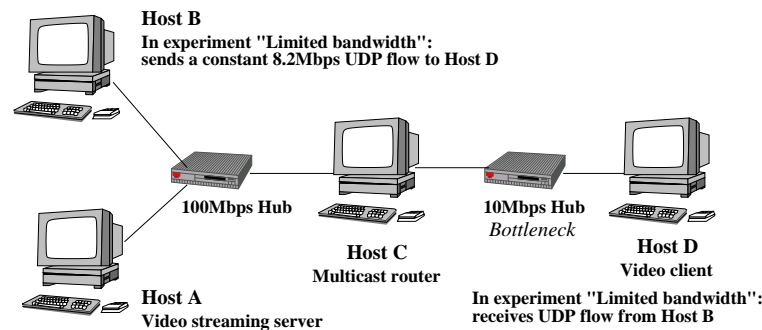 Host B
In experiment "Limited bandwidth":
sends a constant 8.2Mbps UDP flow to Host D
100Mbps Hub
10Mbps Hub
Bottleneck
Host C
Multicast router
Host D
Video client
Host A
Video streaming server
In experiment "Limited bandwidth":
receives UDP flow from Host B